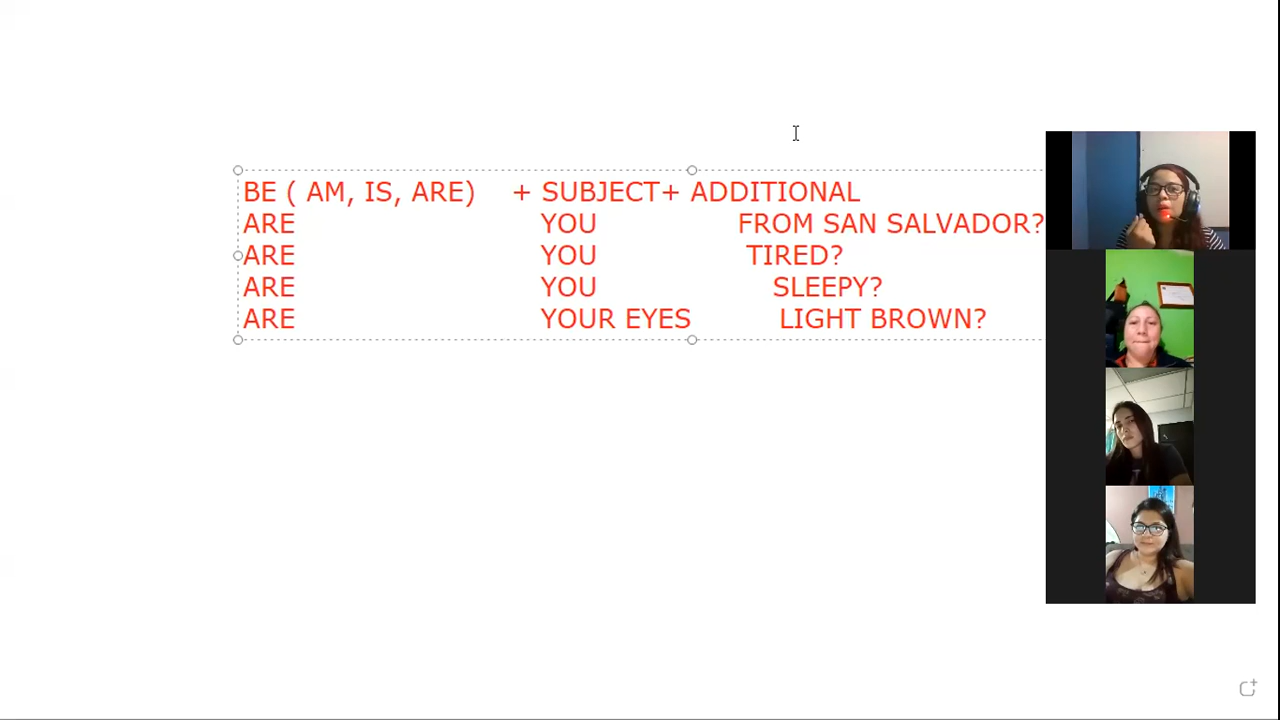 BE ( AM, IS, ARE) + SUBJECT+ ADDITIONAL
ARE YOU FROM SAN SALVADOR?
ARE YOU TIRED?
ARE YOU SLEEPY?
ARE YOUR EYES LIGHT BROWN?